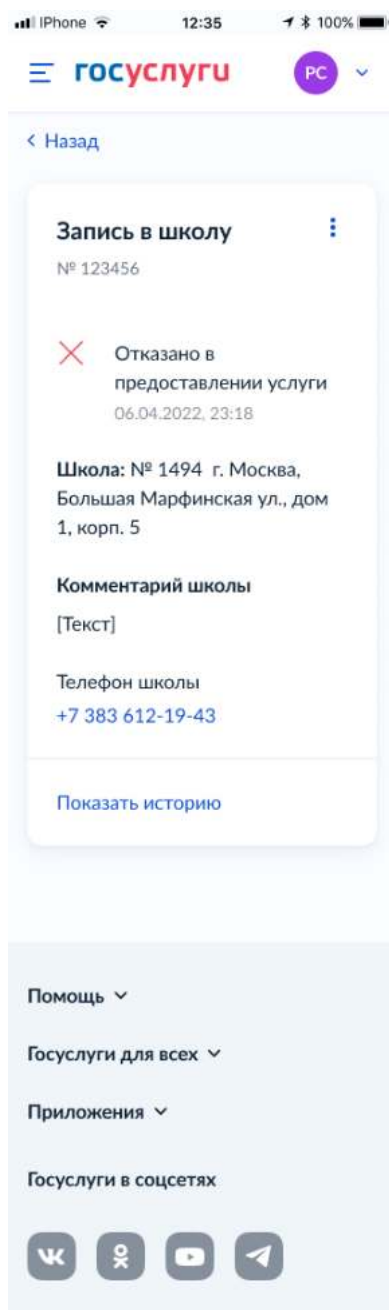 IPhone 12:35 100%
госуслуги РС
Назад
Запись в школу
№ 123456
Отказано в
предоставлении услуги
06.04.2022, 23:18
Школа: № 1494 г. Москва,
Большая Марфинская ул., дом
1, корп. 5
Комментарий школы
[Текст]
Телефон школы
+7 383 612-19-43
Показать историю
Помощь
Госуслуги для всех
Приложения
Госуслуги в соцсетях